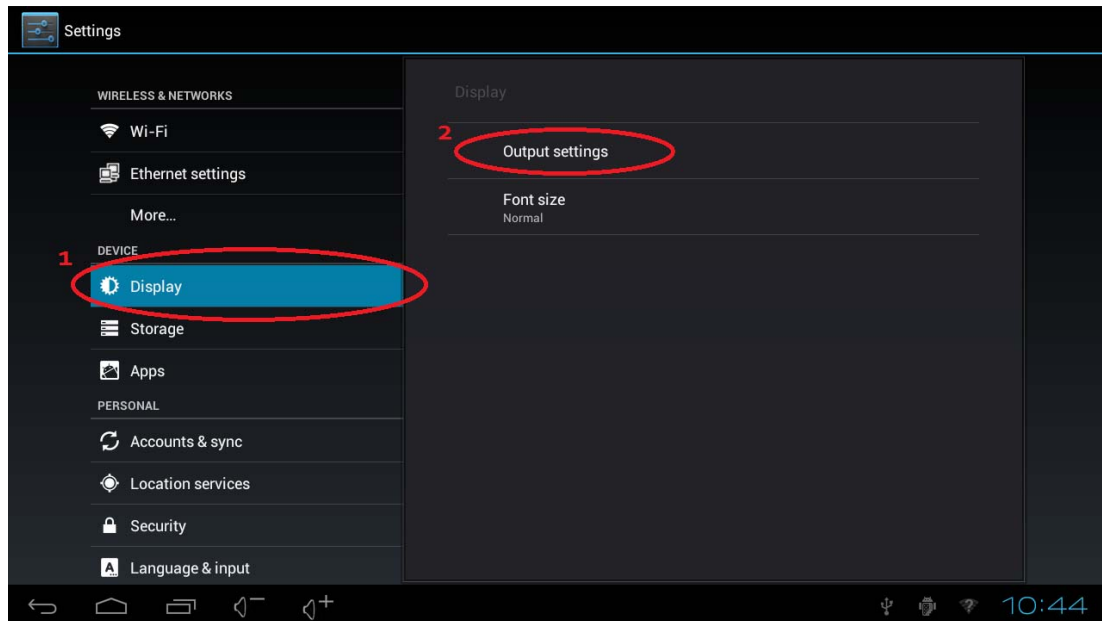 Settings
WIRELESS & NETWORKS
Wi-Fi
Ethernet settings
More...
DEVICE
1
Display
Storage
Apps
PERSONAL
Accounts & sync
Location services
Security
A Language & input
Display
2
Output settings
Font size
Normal
10:44